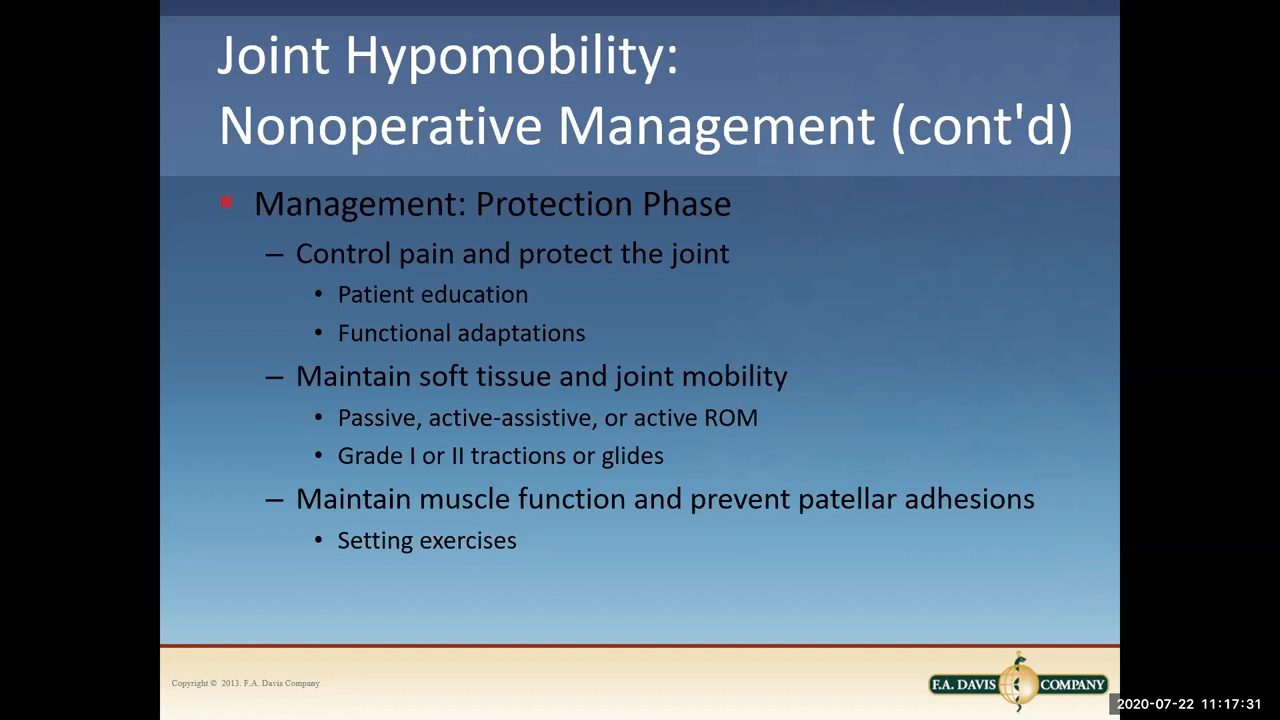 Joint Hypomobility:
Nonoperative Management (cont'd)
▪ Management: Protection Phase
– Control pain and protect the joint
• Patient education
• Functional adaptations
– Maintain soft tissue and joint mobility
• Passive, active-assistive, or active ROM
• Grade I or II tractions or glides
– Maintain muscle function and prevent patellar adhesions
• Setting exercises
Copyright © 2013. F.A. Davis Company
F.A. DAVIS COMPANY
2020-07-22 11:17:31